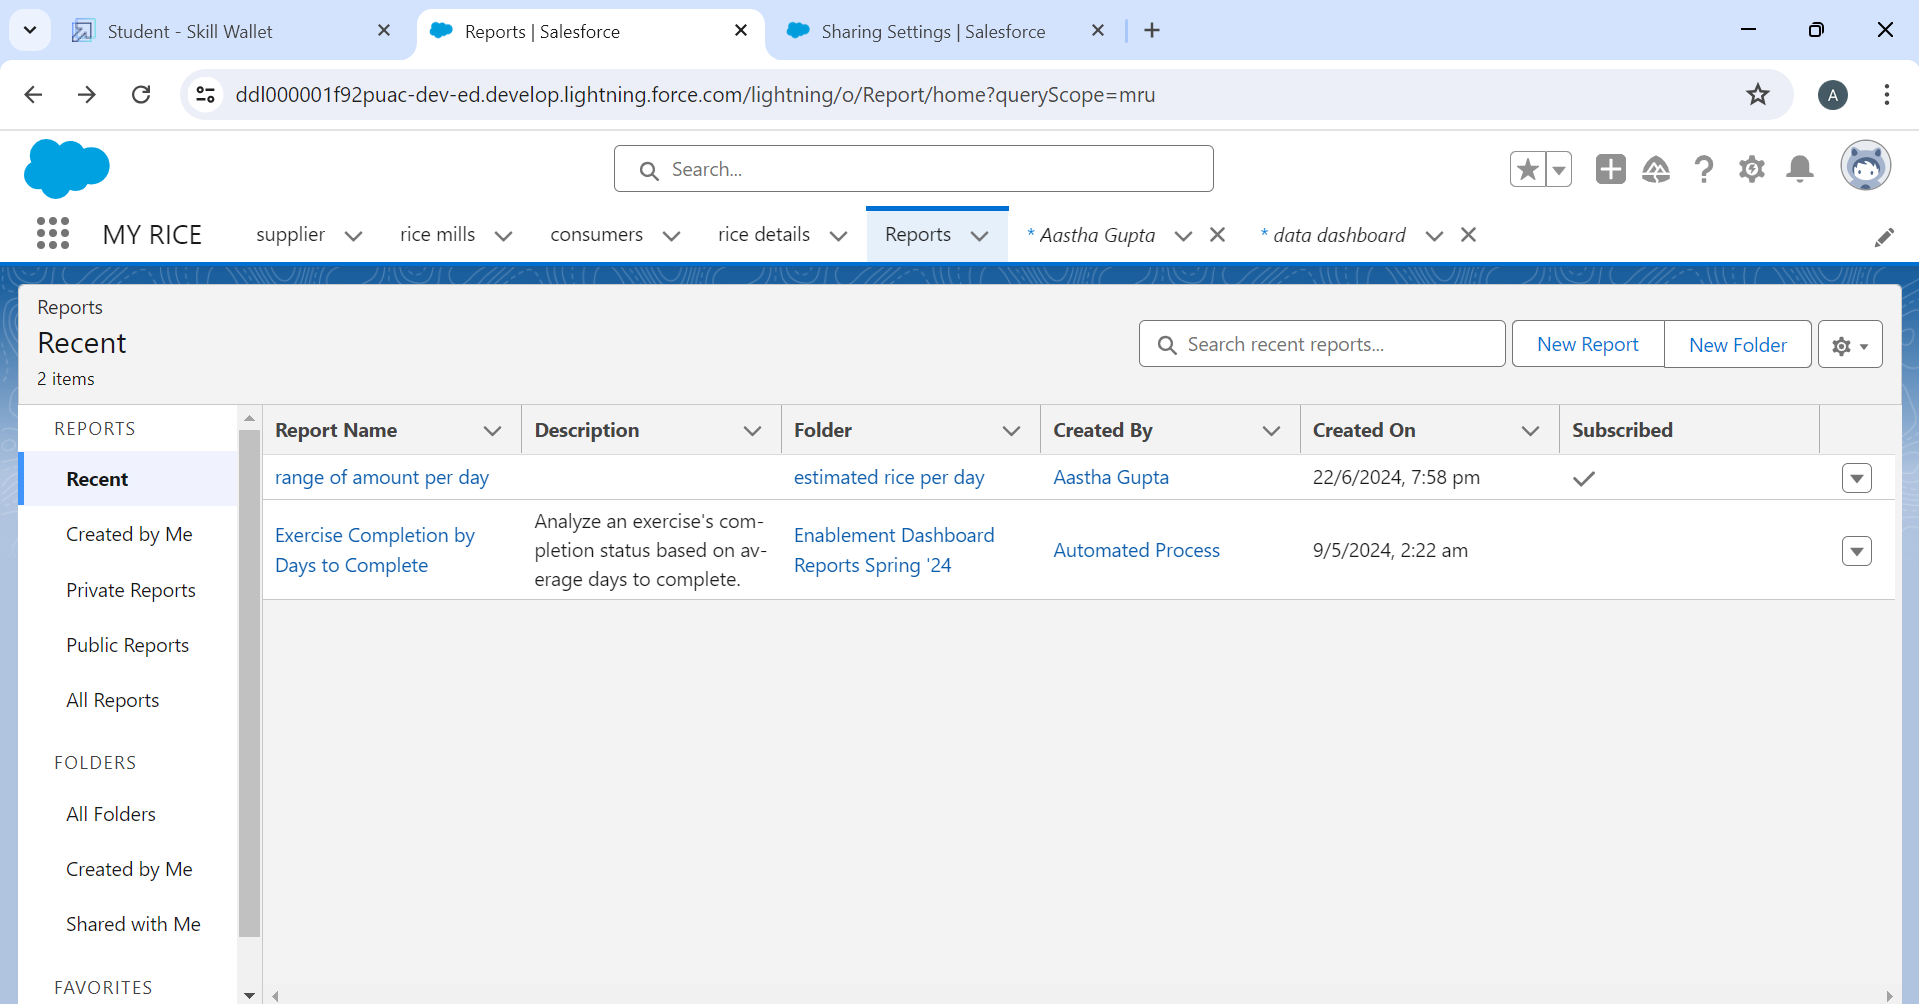 Student - Skill Wallet
Reports | Salesforce
Sharing Settings | Salesforce
ddl000001f92puac-dev-ed.develop.lightning.force.com/lightning/o/Report/home?queryScope=mru
A
Search...
MY RICE
supplier
rice mills
consumers
rice details
Reports
* Aastha Gupta
* data dashboard
Reports
Recent
2 items
Search recent reports...
New Report
New Folder
REPORTS
Recent
Created by Me
Private Reports
Public Reports
All Reports
FOLDERS
All Folders
Created by Me
Shared with Me
FAVORITES
Report Name
Description
Folder
Created By
Created On
Subscribed
range of amount per day
estimated rice per day
Aastha Gupta
22/6/2024, 7:58 pm
Exercise Completion by
Days to Complete
Analyze an exercise's com-
pletion status based on av-
erage days to complete.
Enablement Dashboard
Reports Spring '24
Automated Process
9/5/2024, 2:22 am